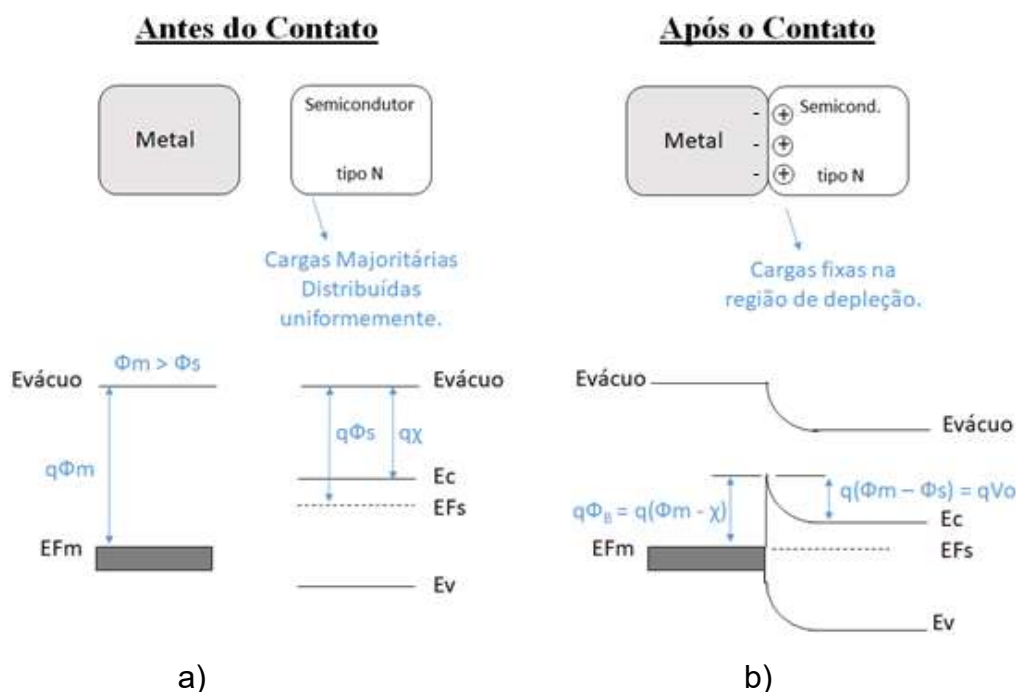 Antes do Contato
Metal
Semicondutor
tipo N
Cargas Majoritárias
Distribuídas
uniformemente.
Φm > Φs
Evácuo
Evácuo
qΦm
qΦs
qχ
Ec
EFs
EFm
Ev
a)
Após o Contato
Metal
-
-
-
+
+
+
Semicond.
tipo N
Cargas fixas na
região de depleção.
Evácuo
Evácuo
qΦB = q(Φm - χ)
q(Φm – Φs) = qVo
Ec
EFm
EFs
Ev
b)